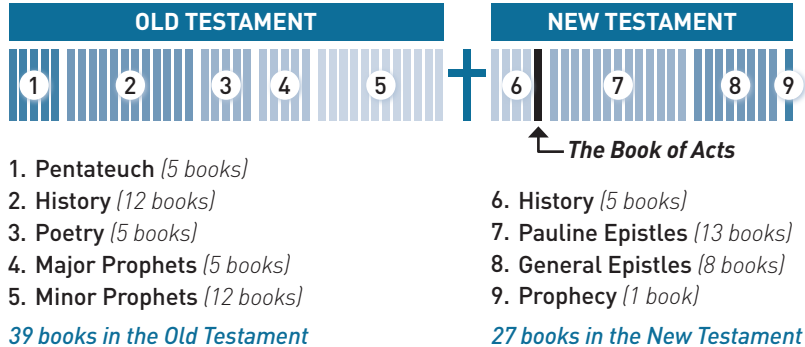 OLD TESTAMENT
1 2 3 4 5
1. Pentateuch (5 books)
2. History (12 books)
3. Poetry (5 books)
4. Major Prophets (5 books)
5. Minor Prophets (12 books)
39 books in the Old Testament
NEW TESTAMENT
6 7 8 9
The Book of Acts
6. History (5 books)
7. Pauline Epistles (13 books)
8. General Epistles (8 books)
9. Prophecy (1 book)
27 books in the New Testament